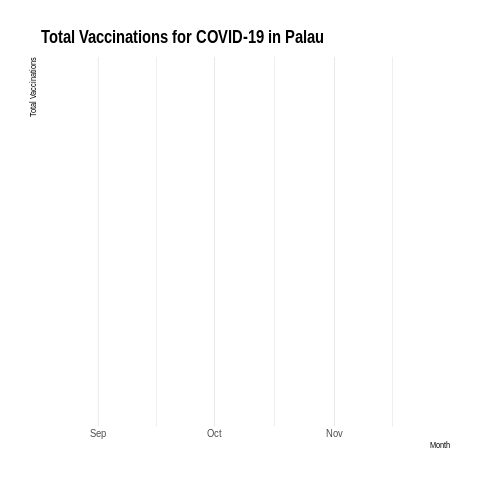 Total Vaccinations for COVID-19 in Palau
Total Vaccinations
Sep Oct Nov
Month